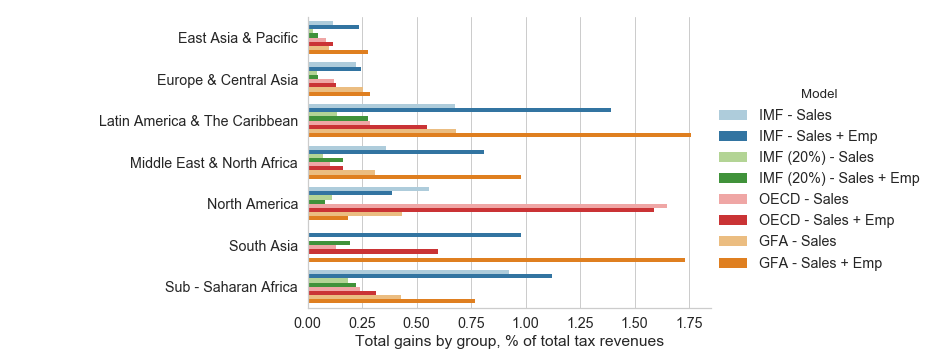 East Asia & Pacific
Europe & Central Asia
Latin America & The Caribbean
Middle East & North Africa
North America
South Asia
Sub - Saharan Africa
0.00 0.25 0.50 0.75 1.00 1.25 1.50 1.75
Total gains by group, % of total tax revenues
Model
IMF - Sales
IMF - Sales + Emp
IMF (20%) - Sales
IMF (20%) - Sales + Emp
OECD - Sales
OECD - Sales + Emp
GFA - Sales
GFA - Sales + Emp